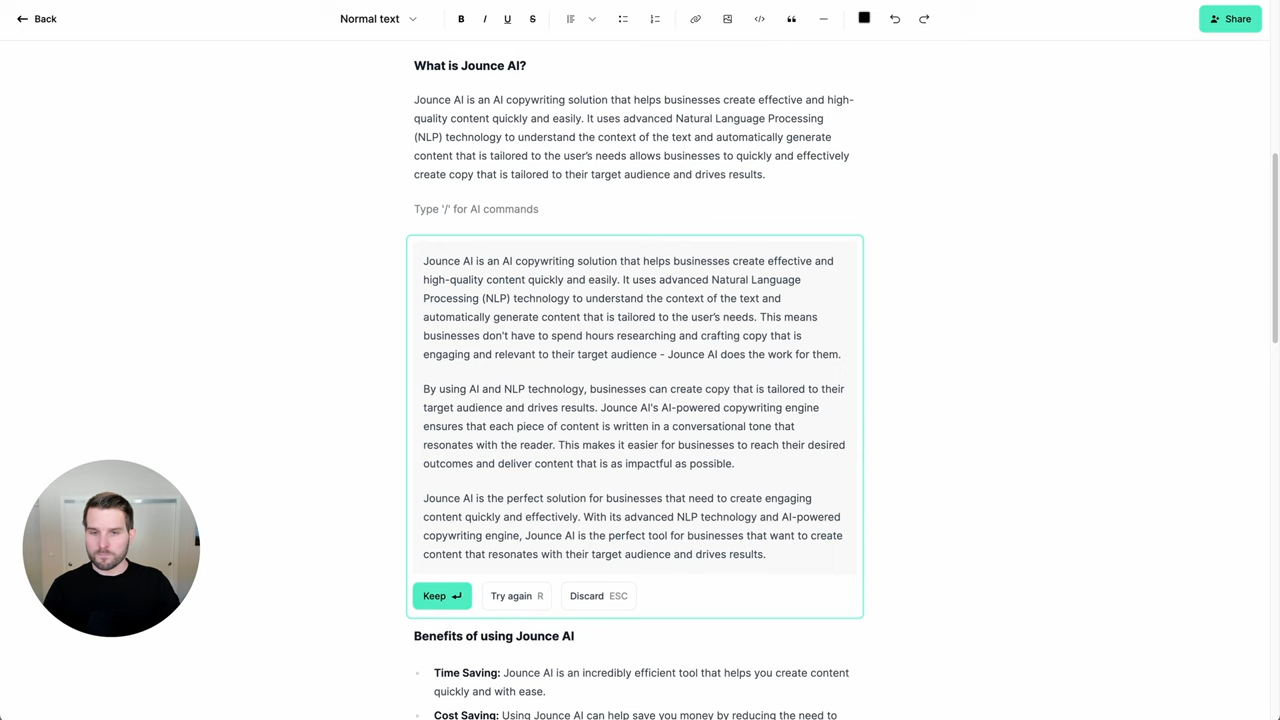 Back
Normal text
B I U S
Share
What is Jounce AI?
Jounce AI is an AI copywriting solution that helps businesses create effective and high-
quality content quickly and easily. It uses advanced Natural Language Processing
(NLP) technology to understand the context of the text and automatically generate
content that is tailored to the user's needs allows businesses to quickly and effectively
create copy that is tailored to their target audience and drives results.
Type '/' for AI commands
Jounce AI is an AI copywriting solution that helps businesses create effective and
high-quality content quickly and easily. It uses advanced Natural Language
Processing (NLP) technology to understand the context of the text and
automatically generate content that is tailored to the user's needs. This means
businesses don't have to spend hours researching and crafting copy that is
engaging and relevant to their target audience - Jounce AI does the work for them.
By using AI and NLP technology, businesses can create copy that is tailored to their
target audience and drives results. Jounce AI's AI-powered copywriting engine
ensures that each piece of content is written in a conversational tone that
resonates with the reader. This makes it easier for businesses to reach their desired
outcomes and deliver content that is as impactful as possible.
Jounce AI is the perfect solution for businesses that need to create engaging
content quickly and effectively. With its advanced NLP technology and AI-powered
copywriting engine, Jounce AI is the perfect tool for businesses that want to create
content that resonates with their target audience and drives results.
Keep
Try again R
Discard ESC
Benefits of using Jounce AI
Time Saving: Jounce AI is an incredibly efficient tool that helps you create content
quickly and with ease.
Cost Saving: Using Jounce AI can help save you money by reducing the need to